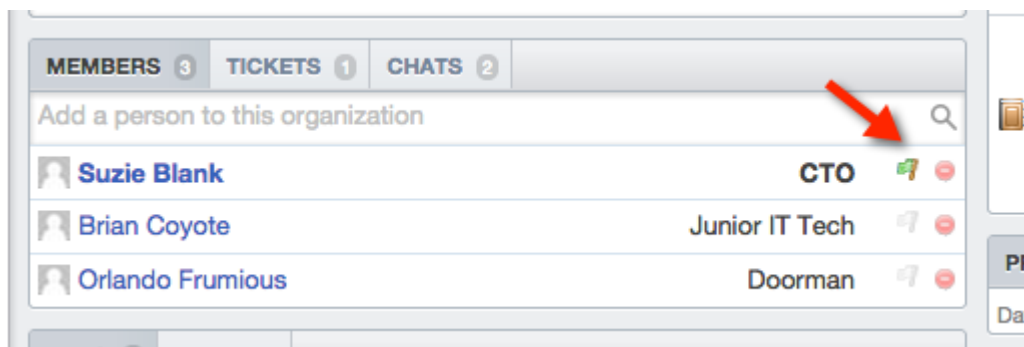 MEMBERS 3 TICKETS 1 CHATS 2
Add a person to this organization
Suzie Blank CTO
Brian Coyote Junior IT Tech
Orlando Frumious Doorman